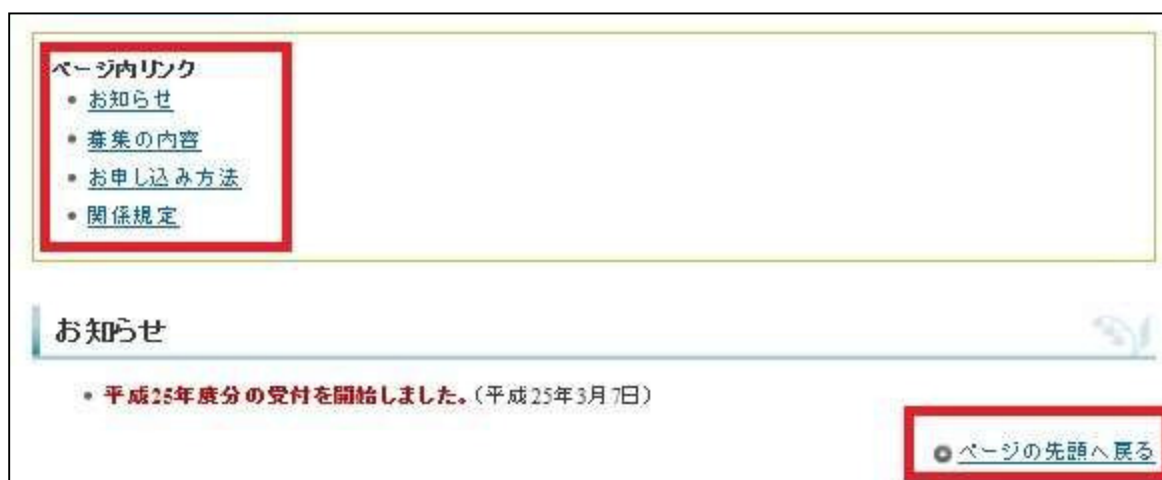 ページ内リンク
お知らせ
募集の内容
お申し込み方法
関係規定
お知らせ
平成25年度分の受付を開始しました。（平成25年3月7日）
ページの先頭へ戻る